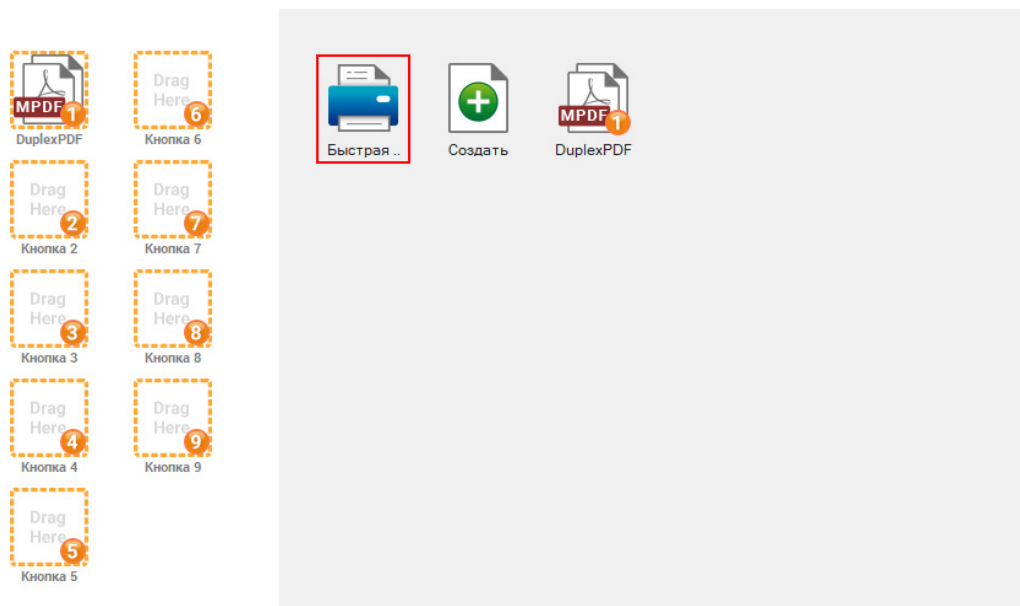 MPDF 1
DuplexPDF
Drag
Here
6
Кнопка 6
Drag
Here
2
Кнопка 2
Drag
Here
7
Кнопка 7
Drag
Here
3
Кнопка 3
Drag
Here
8
Кнопка 8
Drag
Here
4
Кнопка 4
Drag
Here
9
Кнопка 9
Drag
Here
5
Кнопка 5
Быстрая ..
Создать
MPDF 1
DuplexPDF